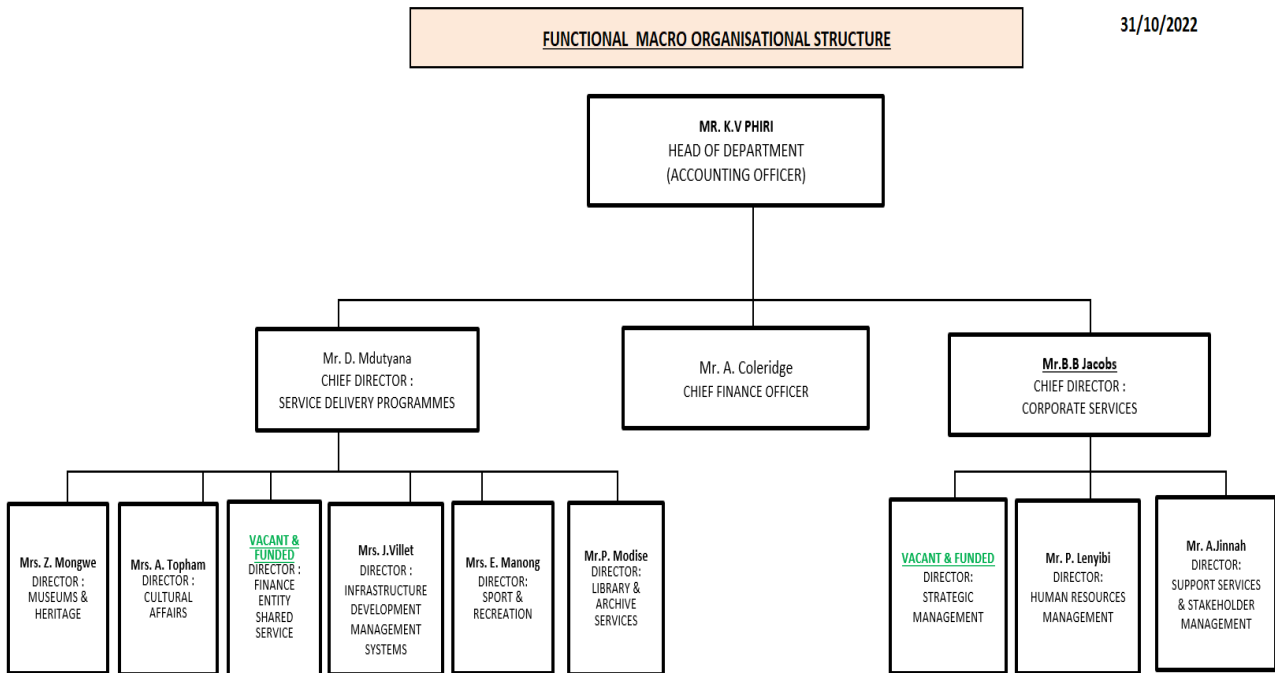 FUNCTIONAL MACRO ORGANISATIONAL STRUCTURE
31/10/2022
MR. K.V PHIRI
HEAD OF DEPARTMENT
(ACCOUNTING OFFICER)
Mr. D. Mdutyana
CHIEF DIRECTOR :
SERVICE DELIVERY PROGRAMMES
Mr. A. Coleridge
CHIEF FINANCE OFFICER
Mr.B.B Jacobs
CHIEF DIRECTOR :
CORPORATE SERVICES
Mrs. Z. Mongwe
DIRECTOR :
MUSEUMS &
HERITAGE
Mrs. A. Topham
DIRECTOR :
CULTURAL
AFFAIRS
VACANT &
FUNDED
DIRECTOR :
FINANCE
ENTITY
SHARED
SERVICE
Mrs. J.Villet
DIRECTOR :
INFRASTRUCTURE
DEVELOPMENT
MANAGEMENT
SYSTEMS
Mrs. E. Manong
DIRECTOR:
SPORT &
RECREATION
Mr.P. Modise
DIRECTOR:
LIBRARY &
ARCHIVE
SERVICES
VACANT & FUNDED
DIRECTOR:
STRATEGIC
MANAGEMENT
Mr. P. Lenyibi
DIRECTOR:
HUMAN RESOURCES
MANAGEMENT
Mr. A.Jinnah
DIRECTOR:
SUPPORT SERVICES
& STAKEHOLDER
MANAGEMENT